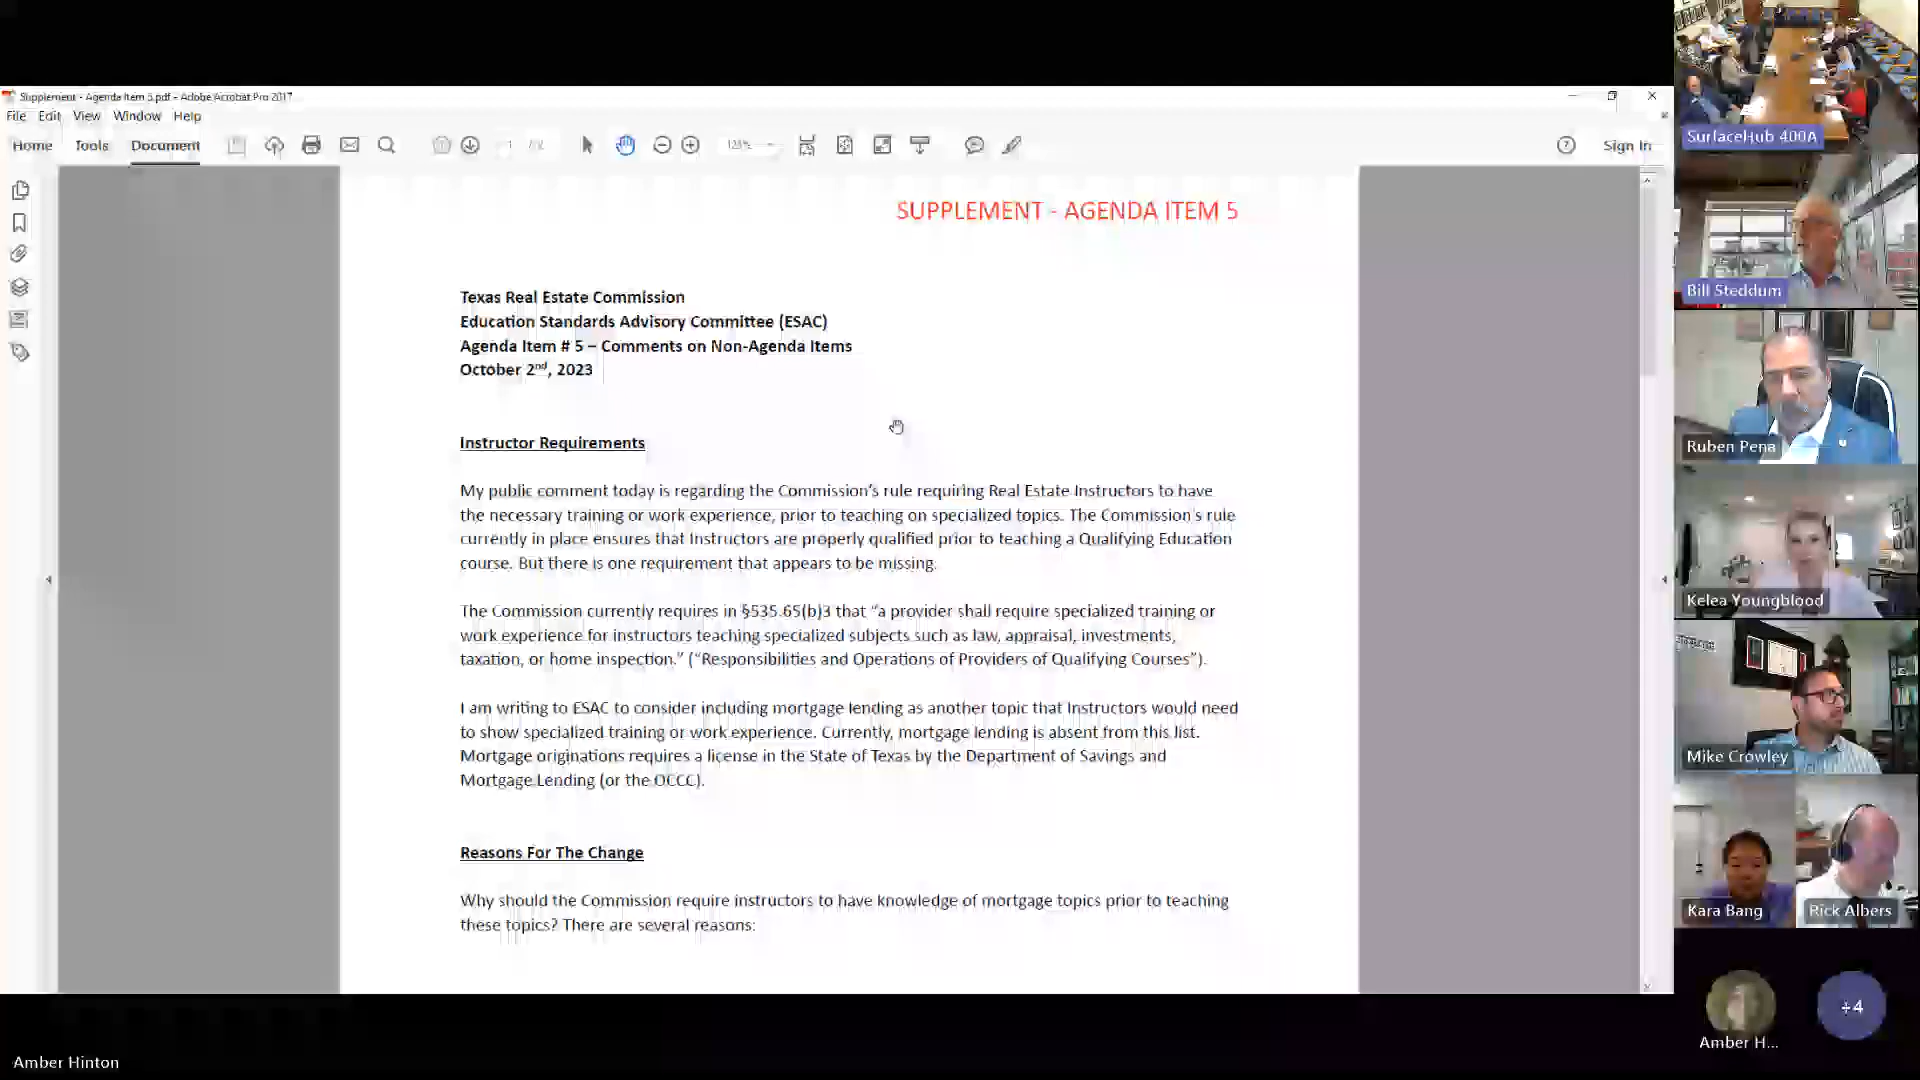 Supplement - Agenda Item 5.pdf - Adobe Acrobat Pro 2017
File Edit View Window Help
Home Tools Document
Sign In
SUPPLEMENT - AGENDA ITEM 5
Texas Real Estate Commission
Education Standards Advisory Committee (ESAC)
Agenda Item # 5 – Comments on Non-Agenda Items
October 2nd, 2023
Instructor Requirements
My public comment today is regarding the Commission's rule requiring Real Estate Instructors to have
the necessary training or work experience, prior to teaching on specialized topics. The Commission's rule
currently in place ensures that Instructors are properly qualified prior to teaching a Qualifying Education
course. But there is one requirement that appears to be missing.
The Commission currently requires in §535.65(b)3 that “a provider shall require specialized training or
work experience for instructors teaching specialized subjects such as law, appraisal, investments,
taxation, or home inspection.” (“Responsibilities and Operations of Providers of Qualifying Courses”).
I am writing to ESAC to consider including mortgage lending as another topic that Instructors would need
to show specialized training or work experience. Currently, mortgage lending is absent from this list.
Mortgage originations requires a license in the State of Texas by the Department of Savings and
Mortgage Lending (or the OCCC).
Reasons For The Change
Why should the Commission require instructors to have knowledge of mortgage topics prior to teaching
these topics? There are several reasons:
SurfaceHub 400A
Bill Steddum
Ruben Pena
Kelea Youngblood
Mike Crowley
Kara Bang
Rick Albers
Amber H...
+4
Amber Hinton